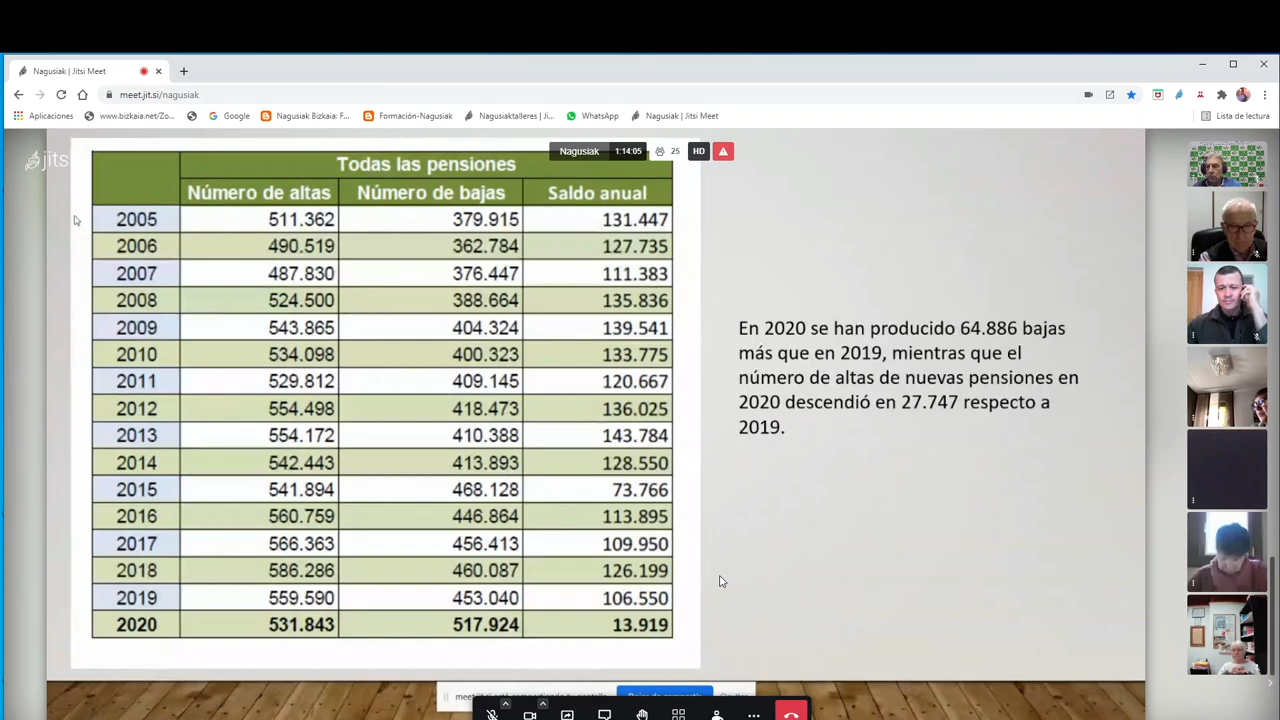 Nagusiak | Jitsi Meet
meet.jit.si/nagusiak
Aplicaciones www.bizkaia.net/Zo... Google Nagusiak Bizkaia: F... Formación-Nagusiak Nagusiaktalleres | Ji... WhatsApp Nagusiak | Jitsi Meet Lista de lectura
jitsi
Nagusiak 1:14:05 25 HD
Todas las pensiones
Número de altas Número de bajas Saldo anual
2005 511.362 379.915 131.447
2006 490.519 362.784 127.735
2007 487.830 376.447 111.383
2008 524.500 388.664 135.836
2009 543.865 404.324 139.541
2010 534.098 400.323 133.775
2011 529.812 409.145 120.667
2012 554.498 418.473 136.025
2013 554.172 410.388 143.784
2014 542.443 413.893 128.550
2015 541.894 468.128 73.766
2016 560.759 446.864 113.895
2017 566.363 456.413 109.950
2018 586.286 460.087 126.199
2019 559.590 453.040 106.550
2020 531.843 517.924 13.919
En 2020 se han producido 64.886 bajas
más que en 2019, mientras que el
número de altas de nuevas pensiones en
2020 descendió en 27.747 respecto a
2019.